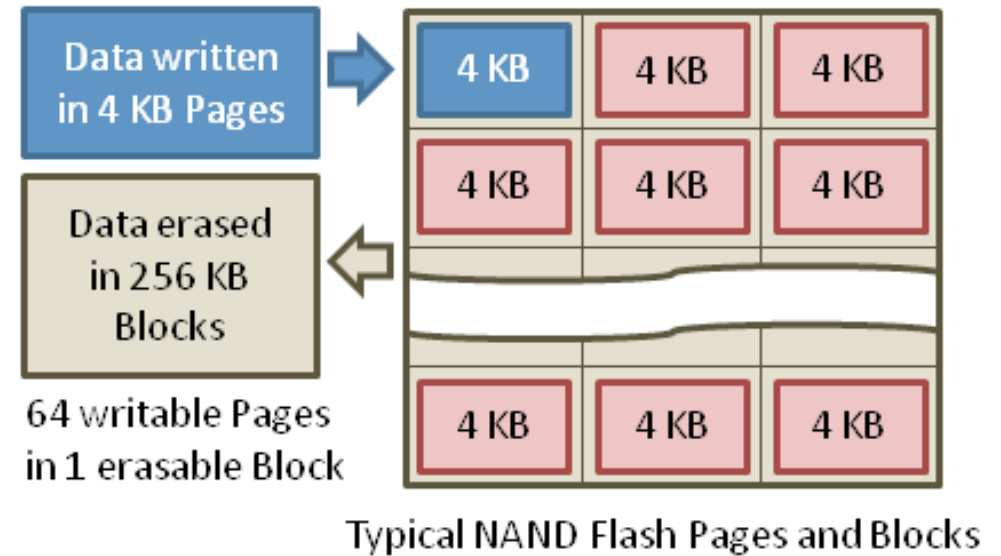 Data written
in 4 KB Pages
4 KB 4 KB 4 KB
4 KB 4 KB 4 KB
Data erased
in 256 KB
Blocks
4 KB 4 KB 4 KB
64 writable Pages
in 1 erasable Block
Typical NAND Flash Pages and Blocks